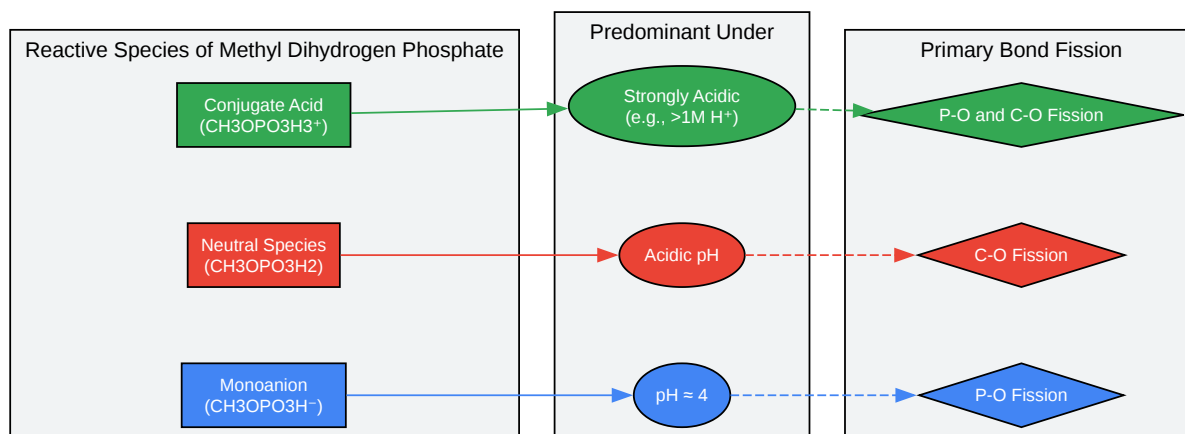 Reactive Species of Methyl Dihydrogen Phosphate
Predominant Under
Primary Bond Fission
Conjugate Acid
(CH3OPO3H3⁺)
Strongly Acidic
(e.g., >1M H⁺)
P-O and C-O Fission
Neutral Species
(CH3OPO3H2)
Acidic pH
C-O Fission
Monoanion
(CH3OPO3H⁻)
pH ≈ 4
P-O Fission